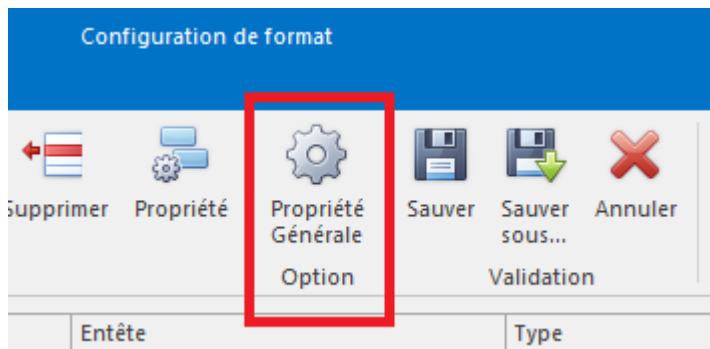 Configuration de format
Supprimer Propriété Propriété Générale Sauver Sauver sous... Annuler
Option Validation
Entête Type